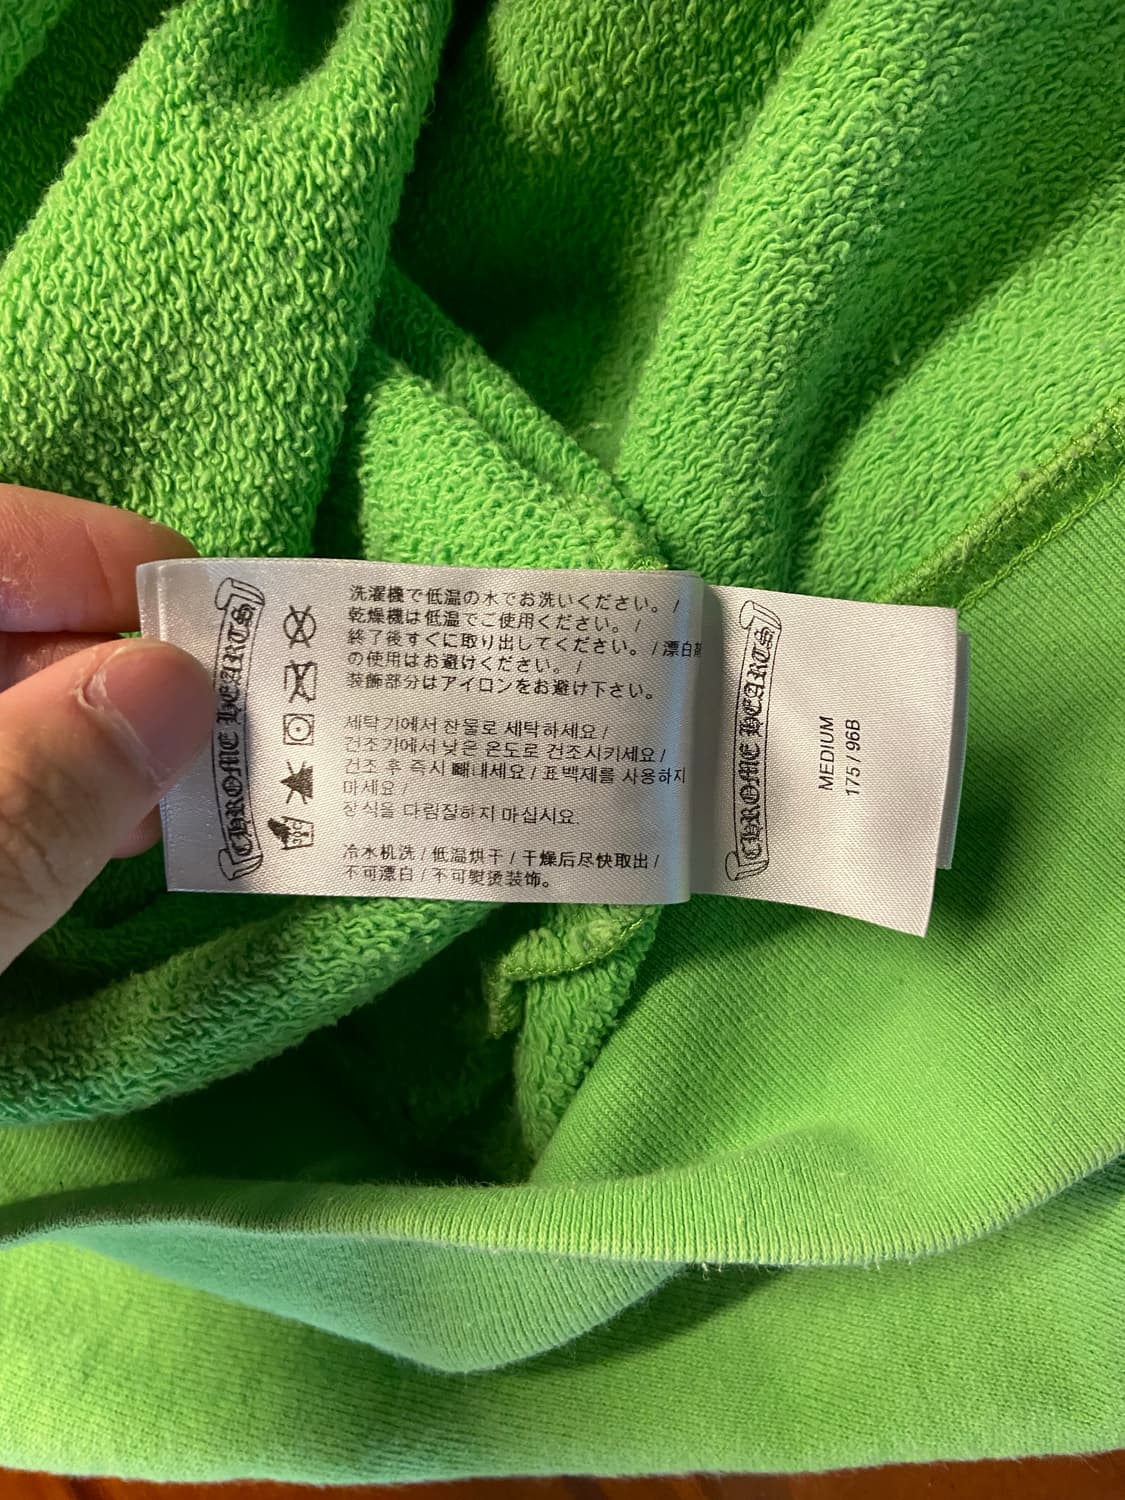 CHROME HEARTS
洗濯機で低温の水でお洗いください。 /
乾燥機は低温でご使用ください。 /
終了後すぐに取り出してください。 / 漂白剤
の使用はお避けください。 /
装飾部分はアイロンをお避け下さい。
세탁기에서 찬물로 세탁하세요 /
건조기에서 낮은 온도로 건조시키세요 /
건조 후 즉시 빼내세요 / 표백제를 사용하지
마세요 /
장식을 다림질하지 마십시요.
冷水机洗 / 低温烘干 / 干燥后尽快取出 /
不可漂白 / 不可熨烫装饰。
CHROME HEARTS
MEDIUM
175 / 96B